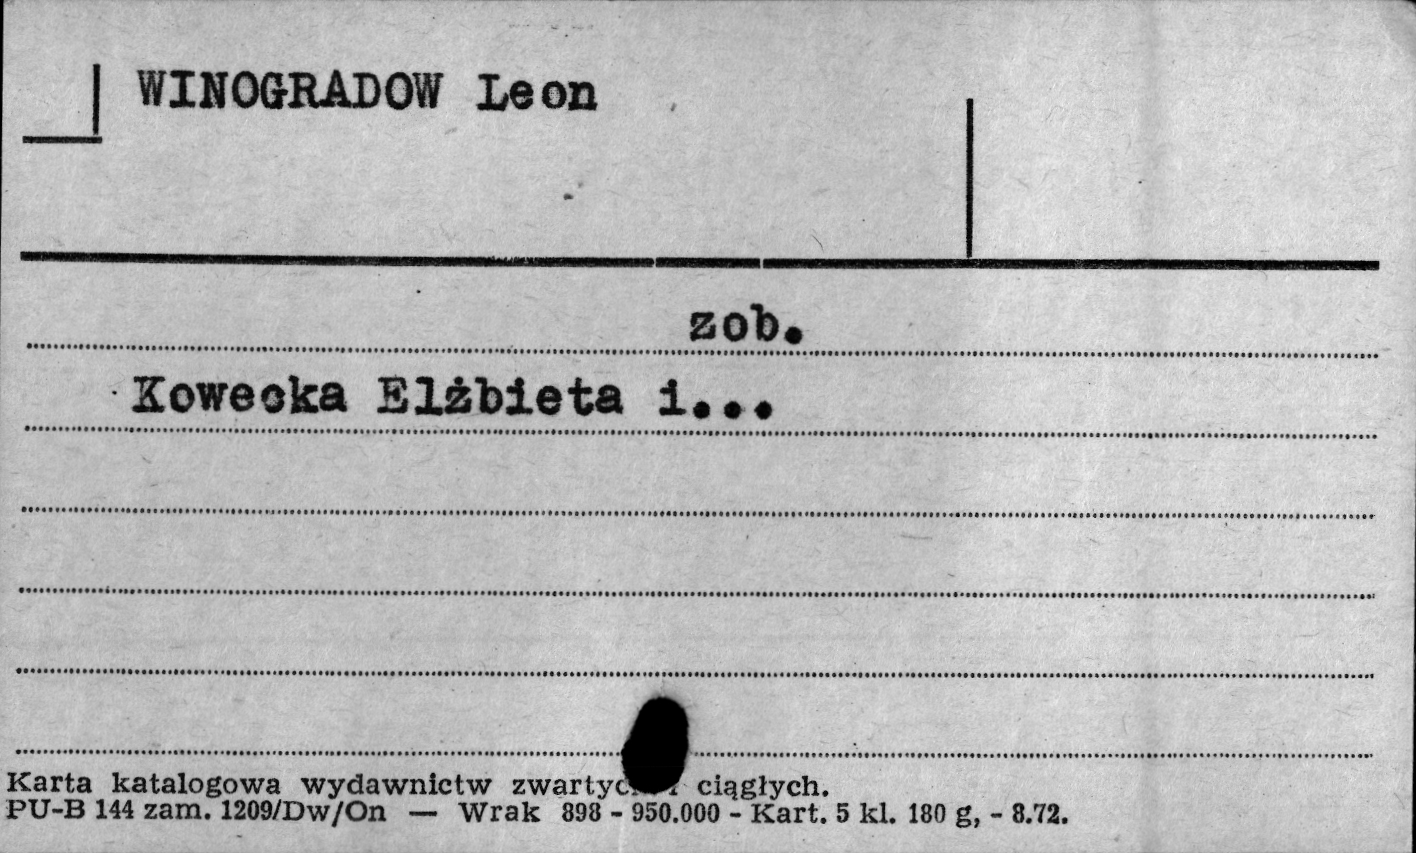 WINOGRADOW Leon
zob.
Kowecka Elżbieta i...
Karta katalogowa wydawnictw zwartych i ciągłych.
PU-B 144 zam. 1209/Dw/On — Wrak 898 - 950.000 - Kart. 5 kl. 180 g, - 8.72.